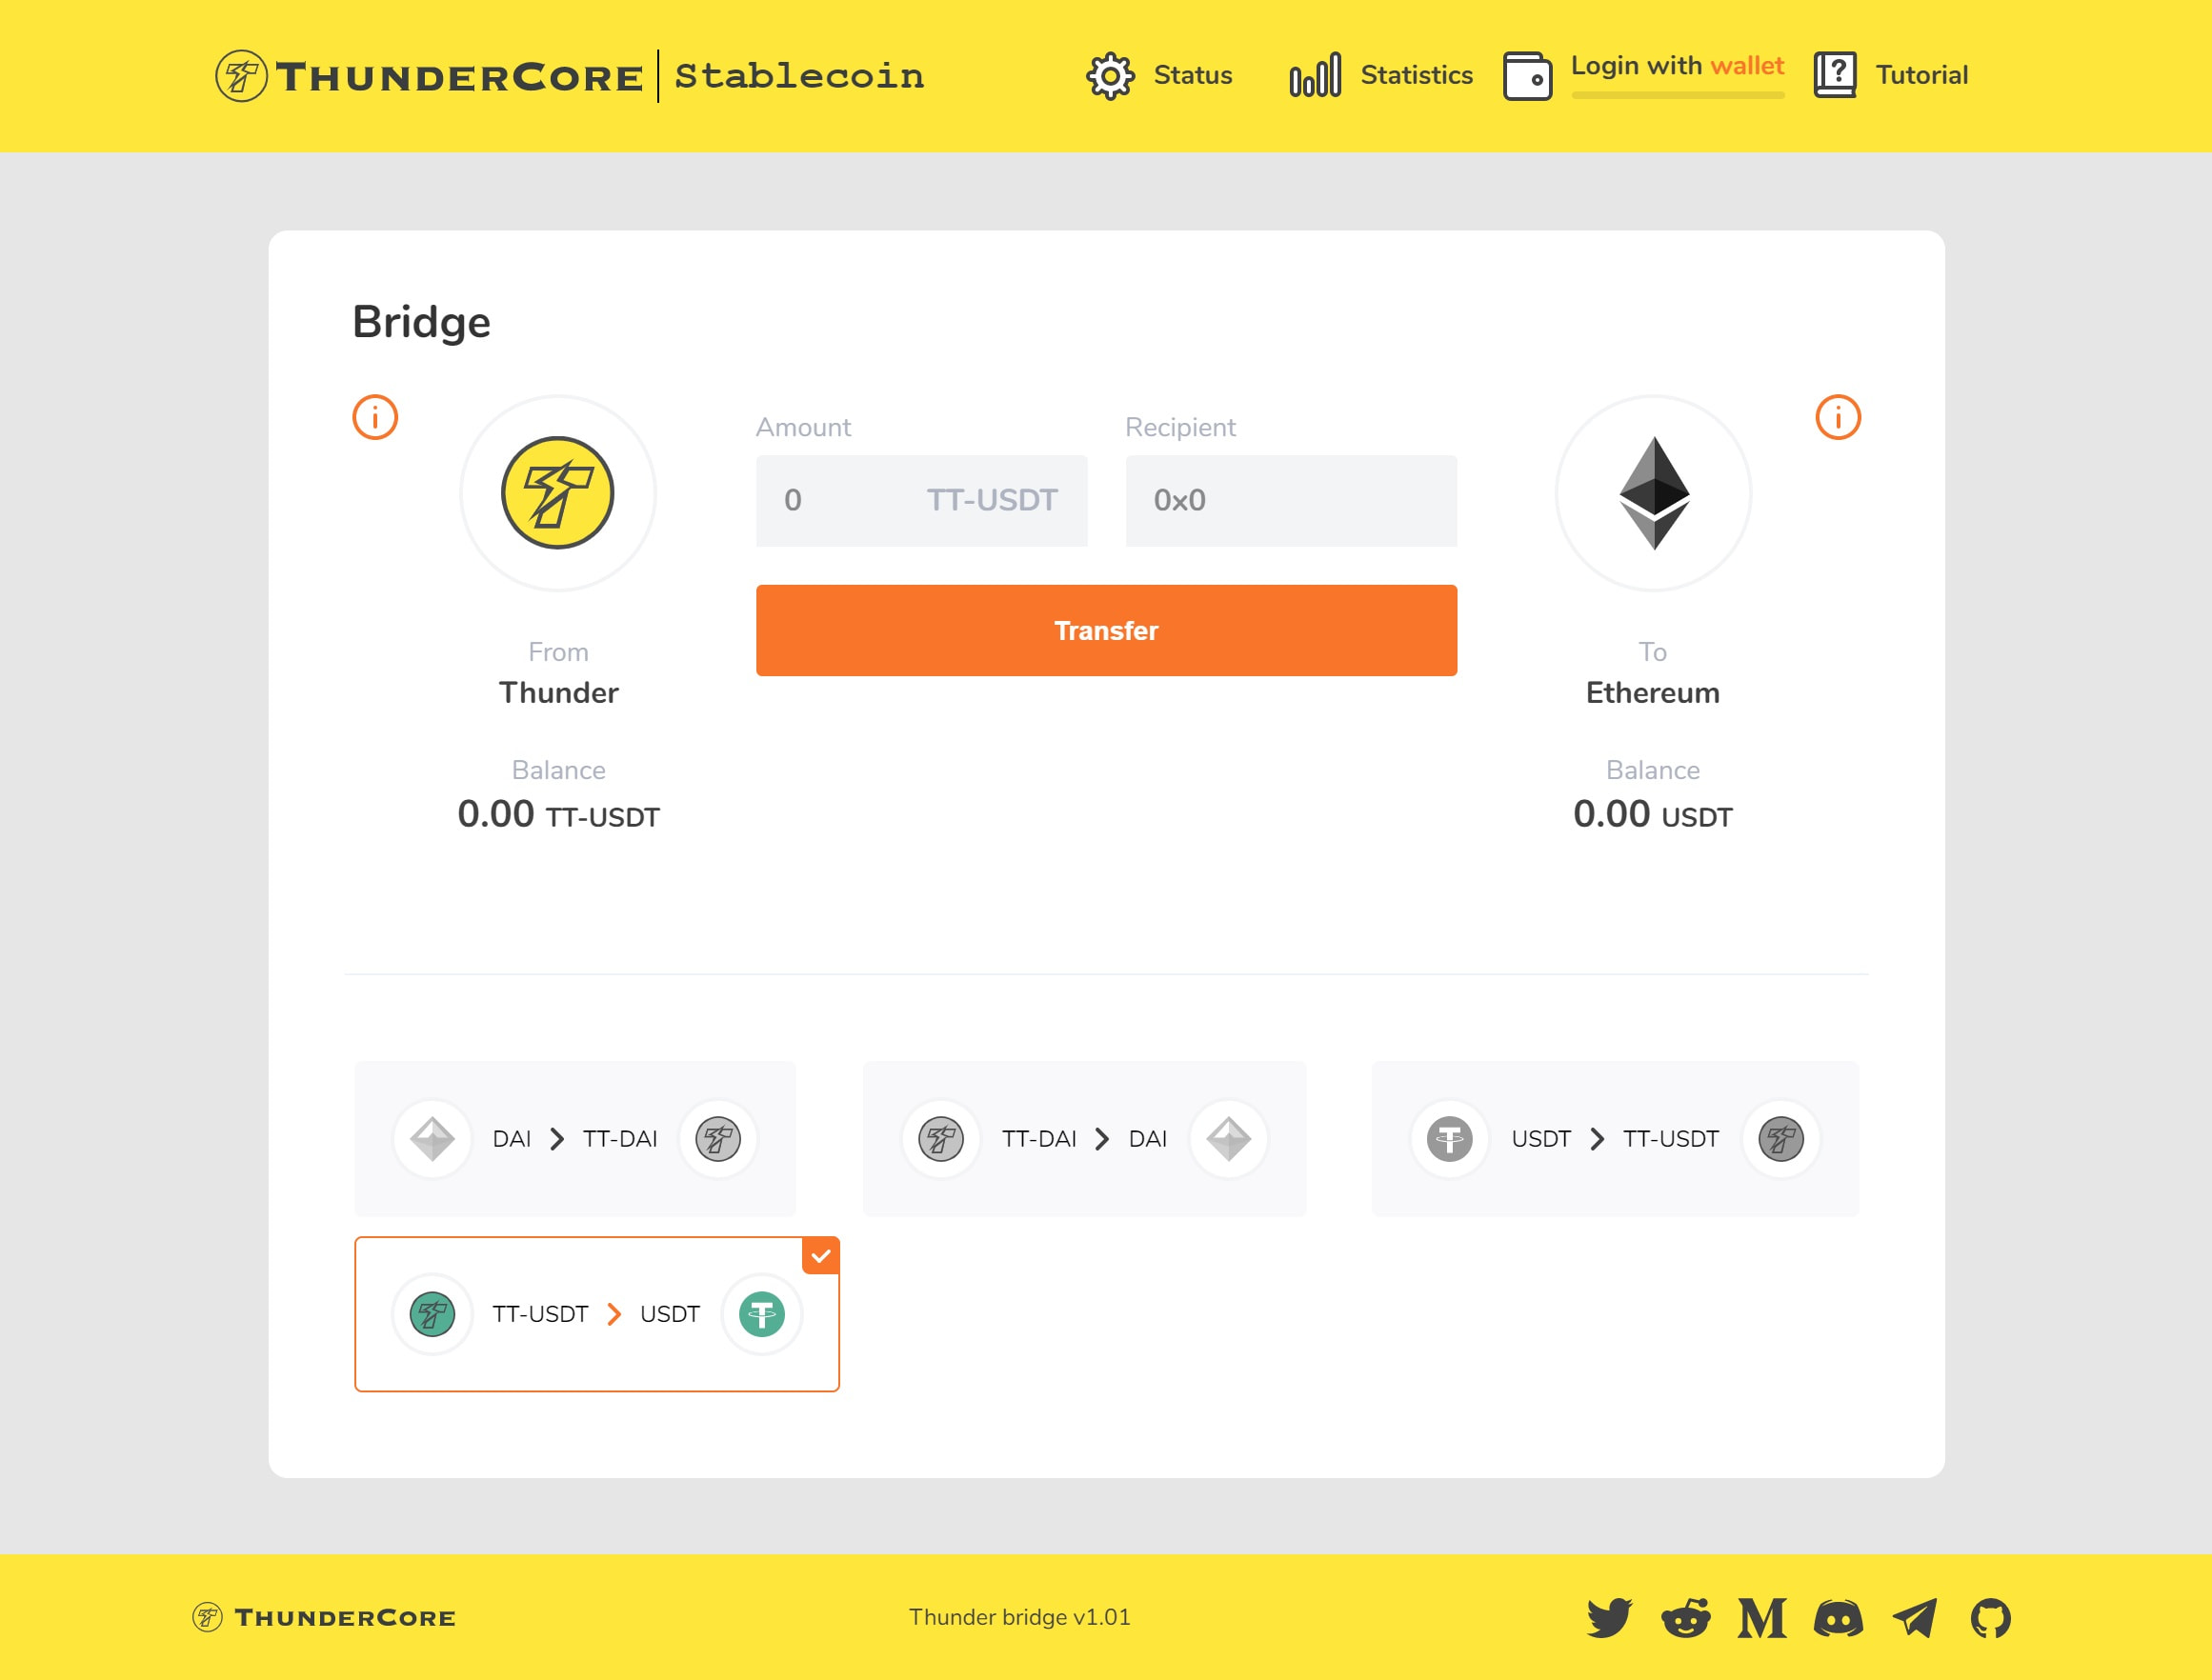 THUNDERCORE | Stablecoin
Status
Statistics
Login with wallet
Tutorial
Bridge
Amount
Recipient
0 TT-USDT
0x0
Transfer
From
Thunder
To
Ethereum
Balance
0.00 TT-USDT
Balance
0.00 USDT
DAI > TT-DAI
TT-DAI > DAI
USDT > TT-USDT
TT-USDT > USDT
THUNDERCORE
Thunder bridge v1.01